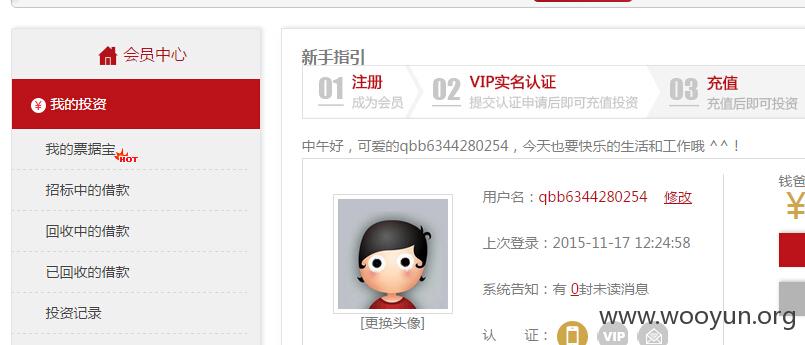 会员中心
我的投资
我的票据宝 HOT
招标中的借款
回收中的借款
已回收的借款
投资记录
新手指引
01 注册
成为会员
02 VIP实名认证
提交认证申请后即可充值投资
03 充值
充值后即可投资
中午好，可爱的qbb6344280254，今天也要快乐的生活和工作哦 ^ ^！
用户名：qbb6344280254 修改
上次登录：2015-11-17 12:24:58
系统告知：有 0封未读消息
认 证： VIP
[更换头像]
钱爸
¥
www.wooyun.org